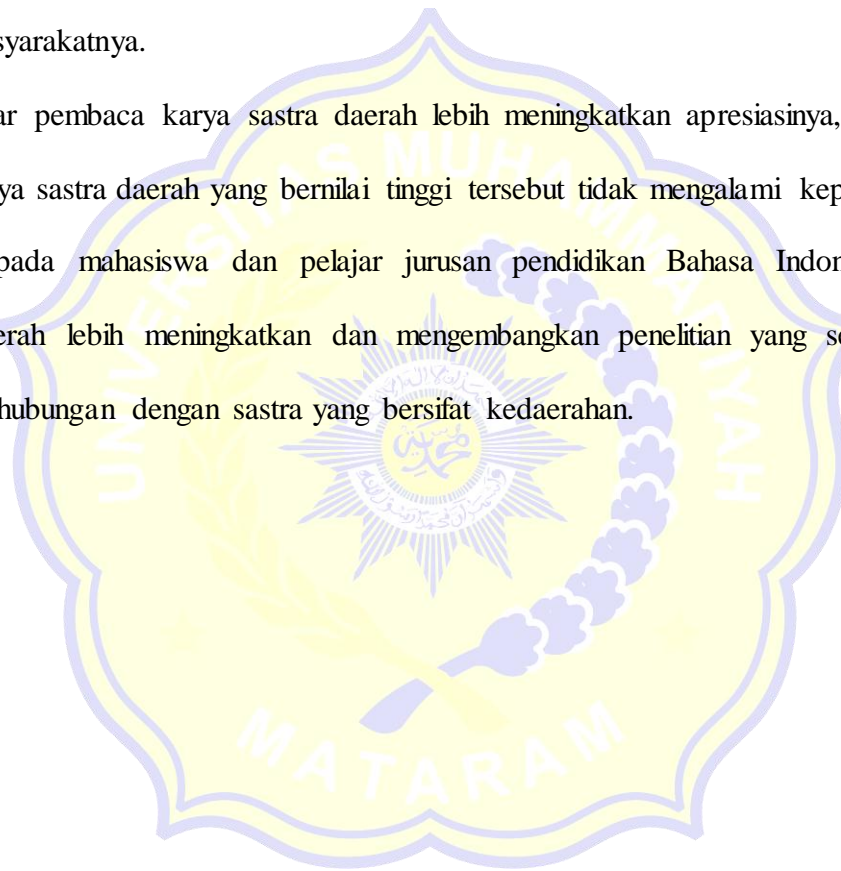 syarakatnya.
ar pembaca karya sastra daerah lebih meningkatkan apresiasinya,
ya sastra daerah yang bernilai tinggi tersebut tidak mengalami kep
pada mahasiswa dan pelajar jurusan pendidikan Bahasa Indon
erah lebih meningkatkan dan mengembangkan penelitian yang se
hubungan dengan sastra yang bersifat kedaerahan.
UNIVERSITAS MUHAMMADIYAH
MATARAM